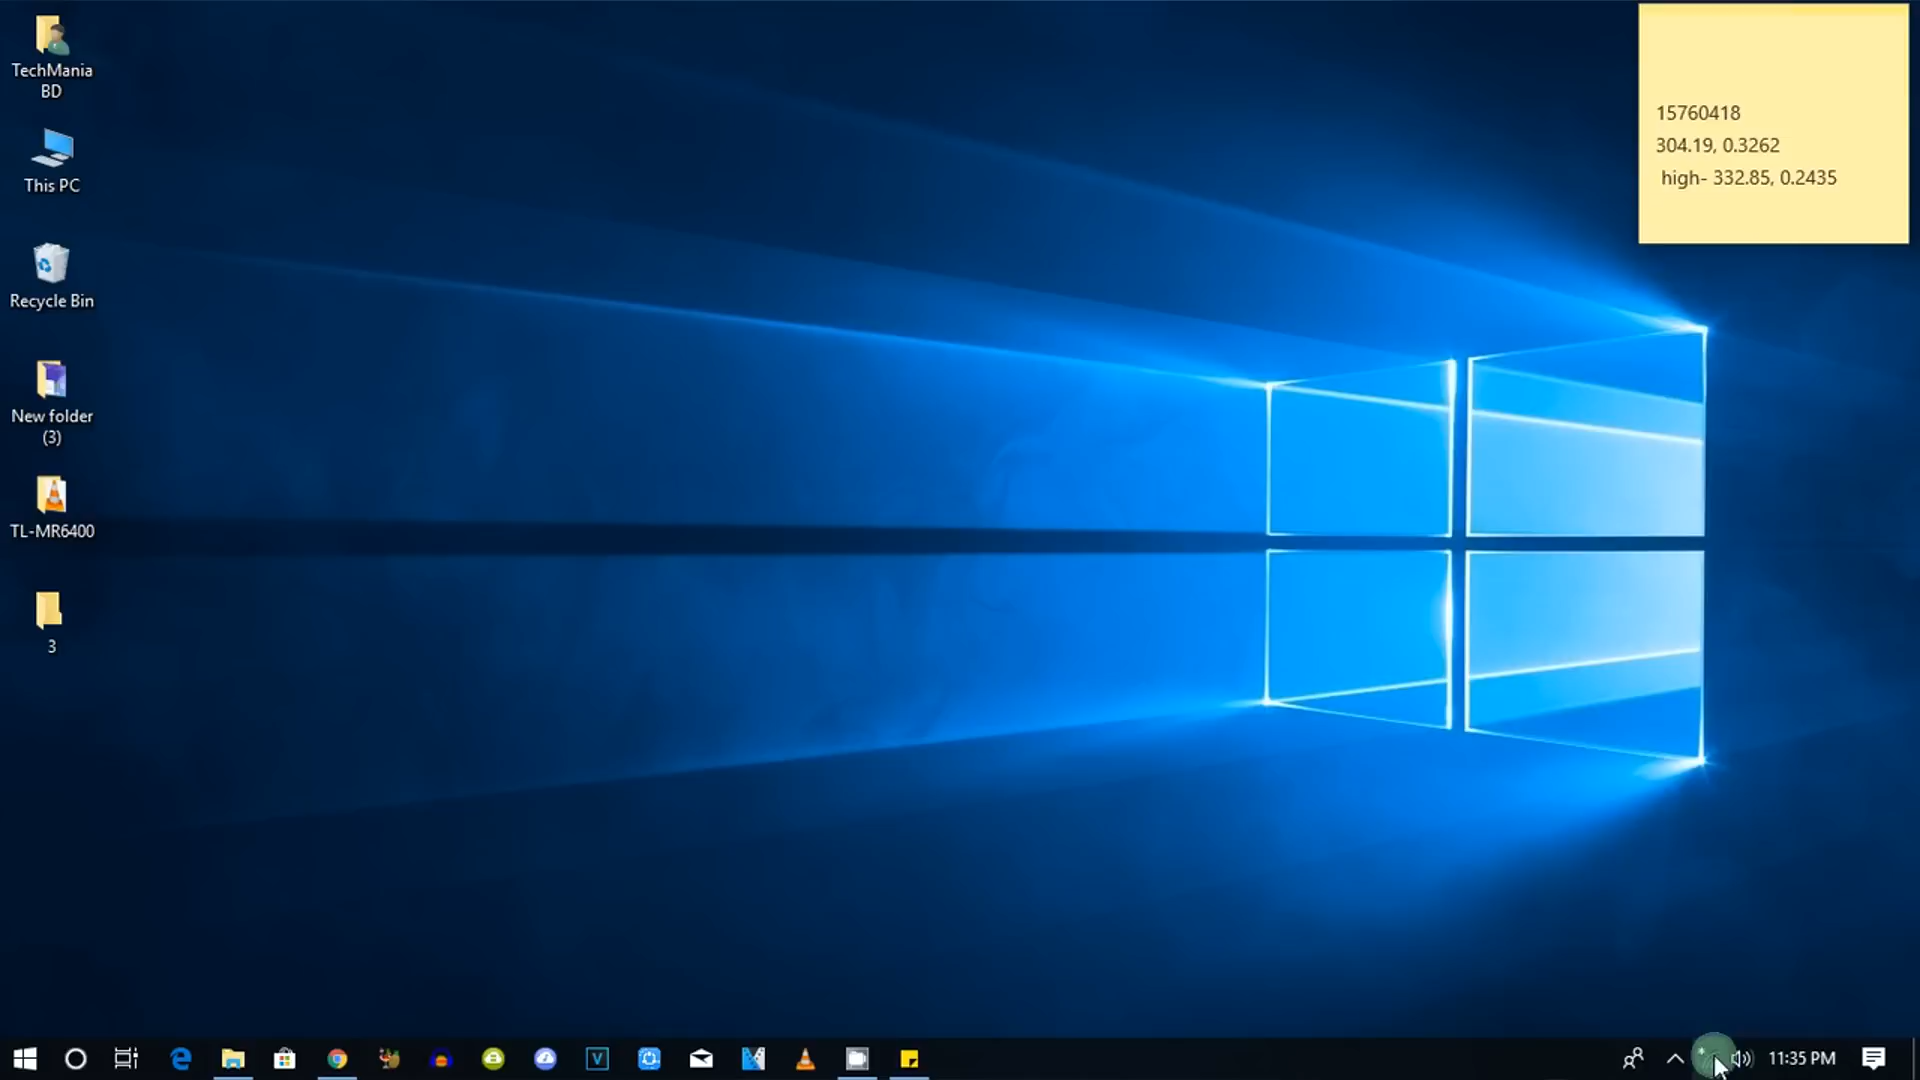 TechMania
BD
This PC
Recycle Bin
New folder
(3)
TL-MR6400
3
15760418
304.19, 0.3262
high- 332.85, 0.2435
V
11:35 PM